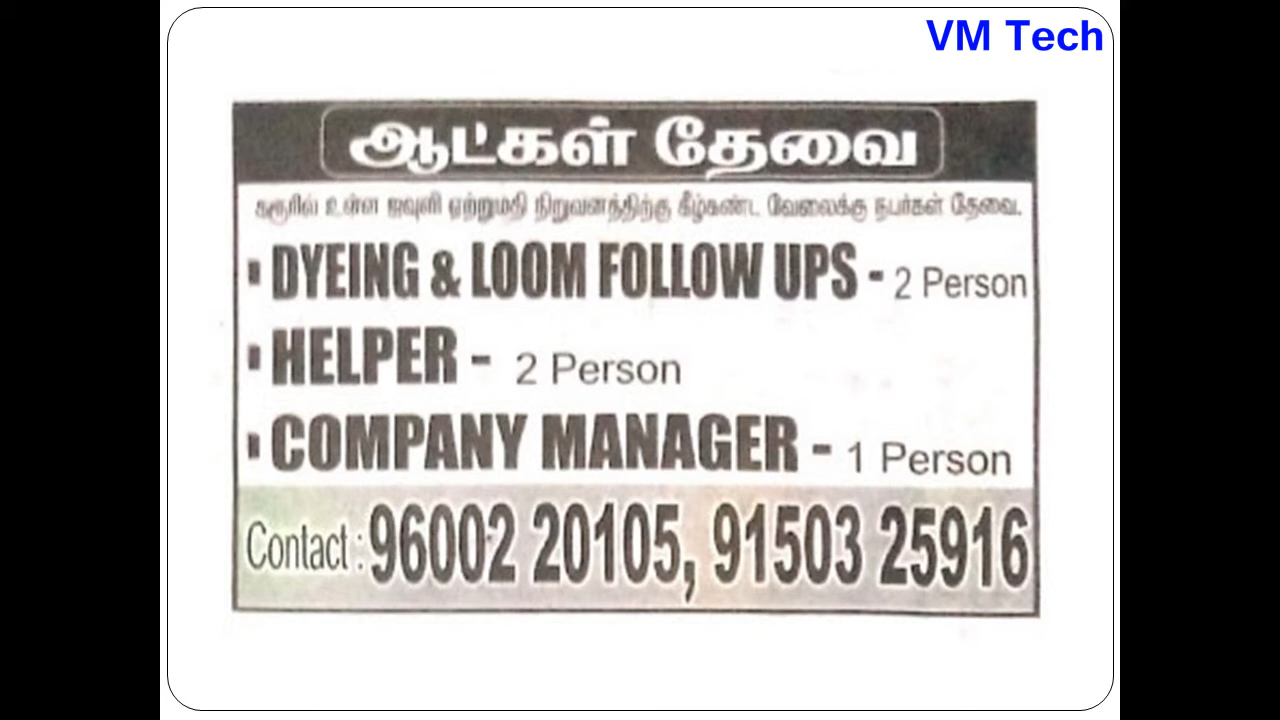 VM Tech
ஆட்கள் தேவை
கரூரில் உள்ள ஜவுளி ஏற்றுமதி நிறுவனத்திற்கு கீழ்கண்ட வேலைக்கு நபர்கள் தேவை.
▪ DYEING & LOOM FOLLOW UPS - 2 Person
▪ HELPER - 2 Person
▪ COMPANY MANAGER - 1 Person
Contact : 96002 20105, 91503 25916